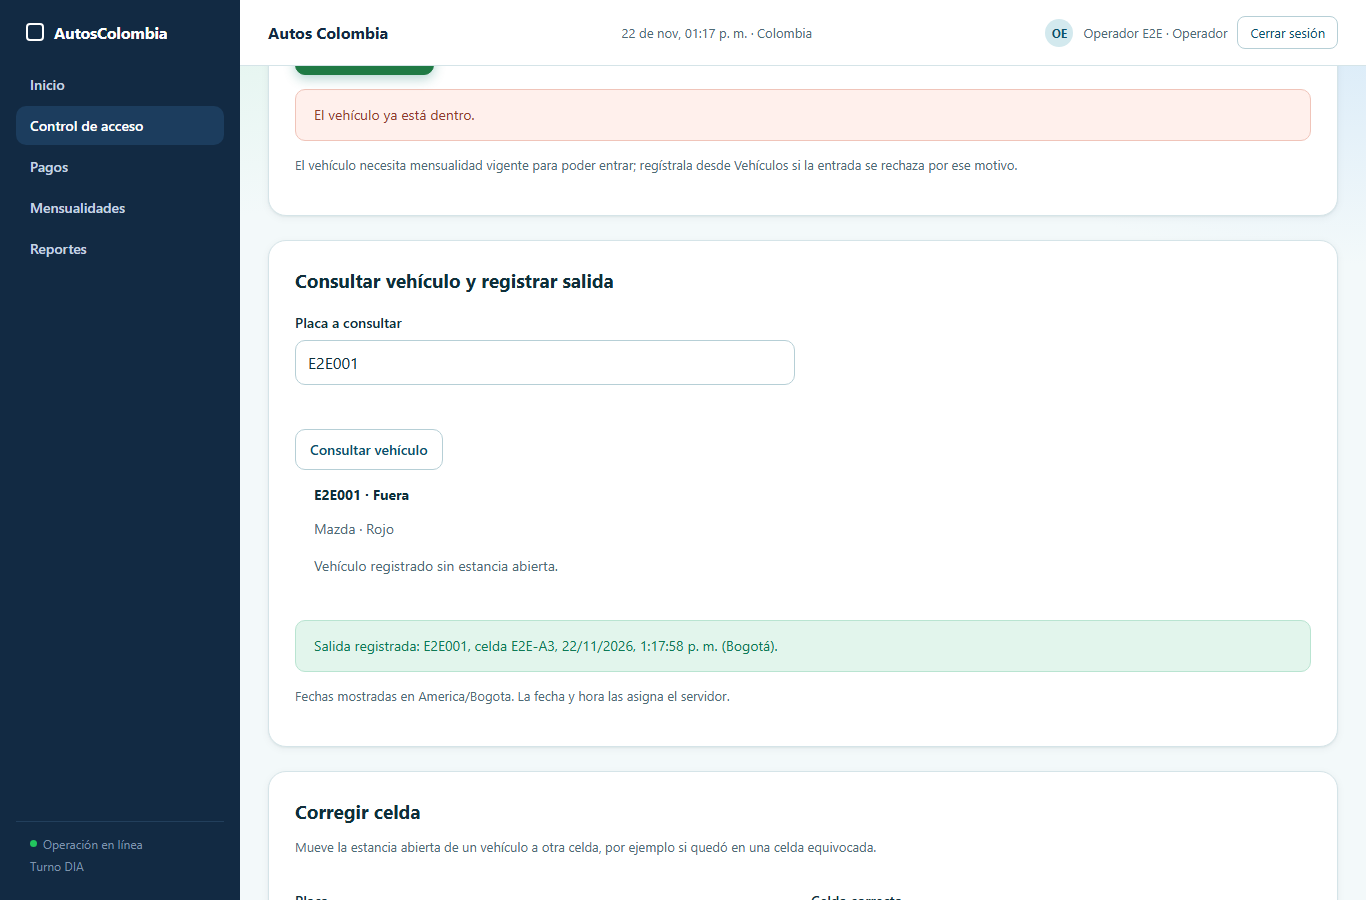 AutosColombia
Inicio
Control de acceso
Pagos
Mensualidades
Reportes
Operación en línea
Turno DIA
Autos Colombia
22 de nov, 01:17 p. m. · Colombia
OE
Operador E2E · Operador
Cerrar sesión
El vehículo ya está dentro.
El vehículo necesita mensualidad vigente para poder entrar; regístrala desde Vehículos si la entrada se rechaza por ese motivo.
Consultar vehículo y registrar salida
Placa a consultar
E2E001
Consultar vehículo
E2E001 · Fuera
Mazda · Rojo
Vehículo registrado sin estancia abierta.
Salida registrada: E2E001, celda E2E-A3, 22/11/2026, 1:17:58 p. m. (Bogotá).
Fechas mostradas en America/Bogota. La fecha y hora las asigna el servidor.
Corregir celda
Mueve la estancia abierta de un vehículo a otra celda, por ejemplo si quedó en una celda equivocada.
Placa
Celda correcta